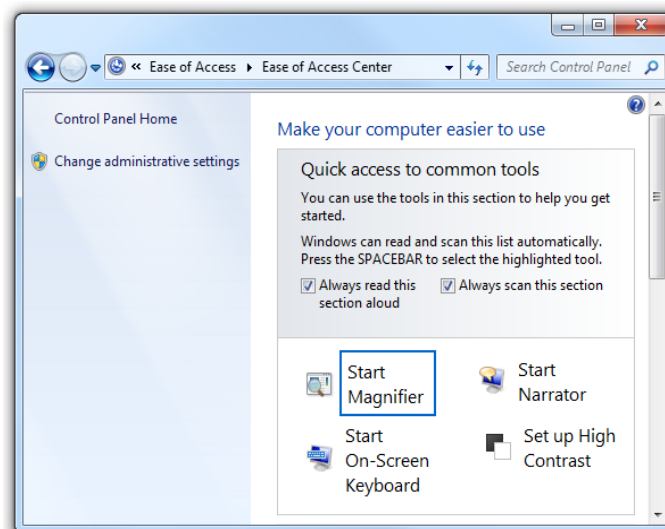 « Ease of Access ▸ Ease of Access Center
Search Control Panel
Control Panel Home
Change administrative settings
Make your computer easier to use
Quick access to common tools
You can use the tools in this section to help you get
started.
Windows can read and scan this list automatically.
Press the SPACEBAR to select the highlighted tool.
Always read this
section aloud
Always scan this section
Start
Magnifier
Start
Narrator
Start
On-Screen
Keyboard
Set up High
Contrast